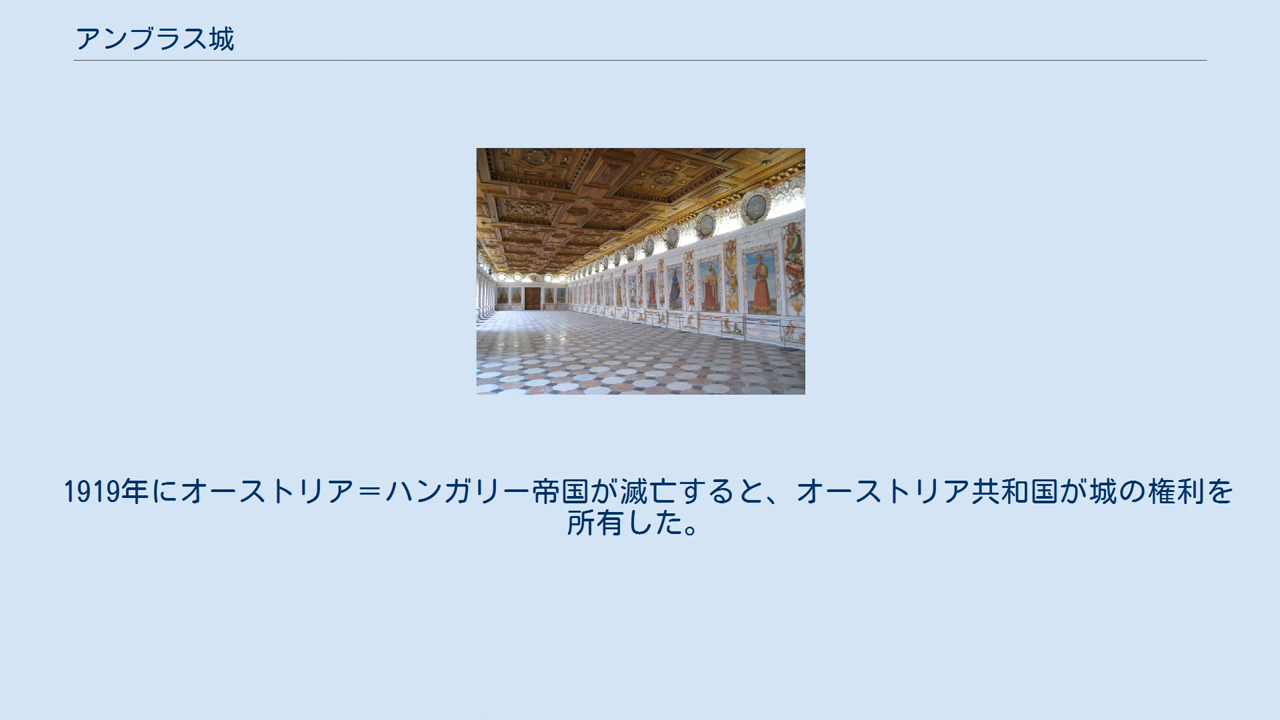 アンブラス城
1919年にオーストリア＝ハンガリー帝国が滅亡すると、オーストリア共和国が城の権利を
所有した。